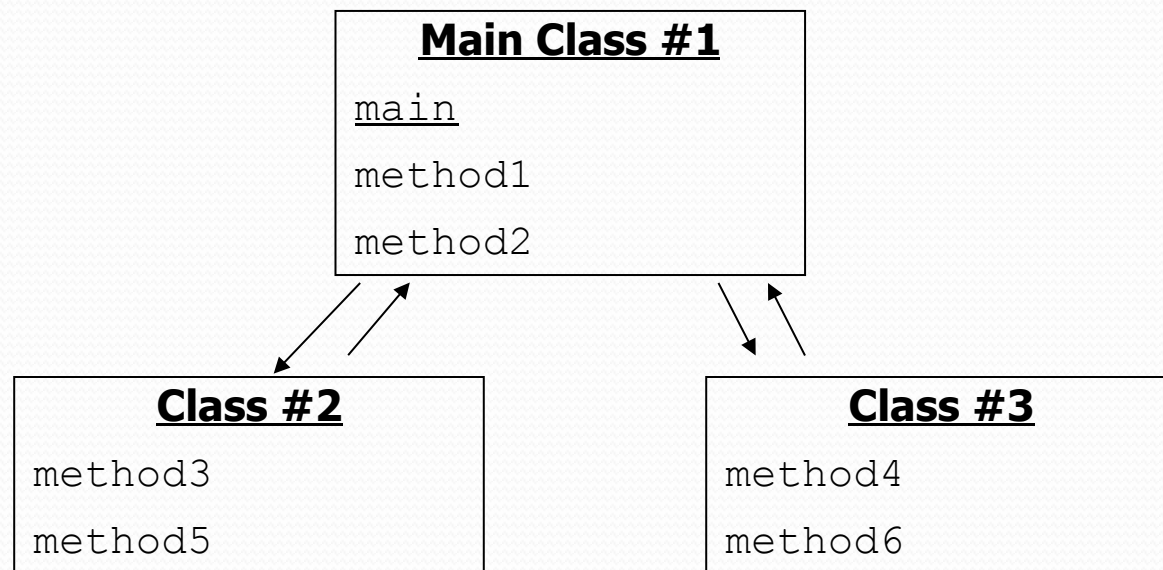 Main Class #1
main
method1
method2
Class #2
method3
method5
Class #3
method4
method6